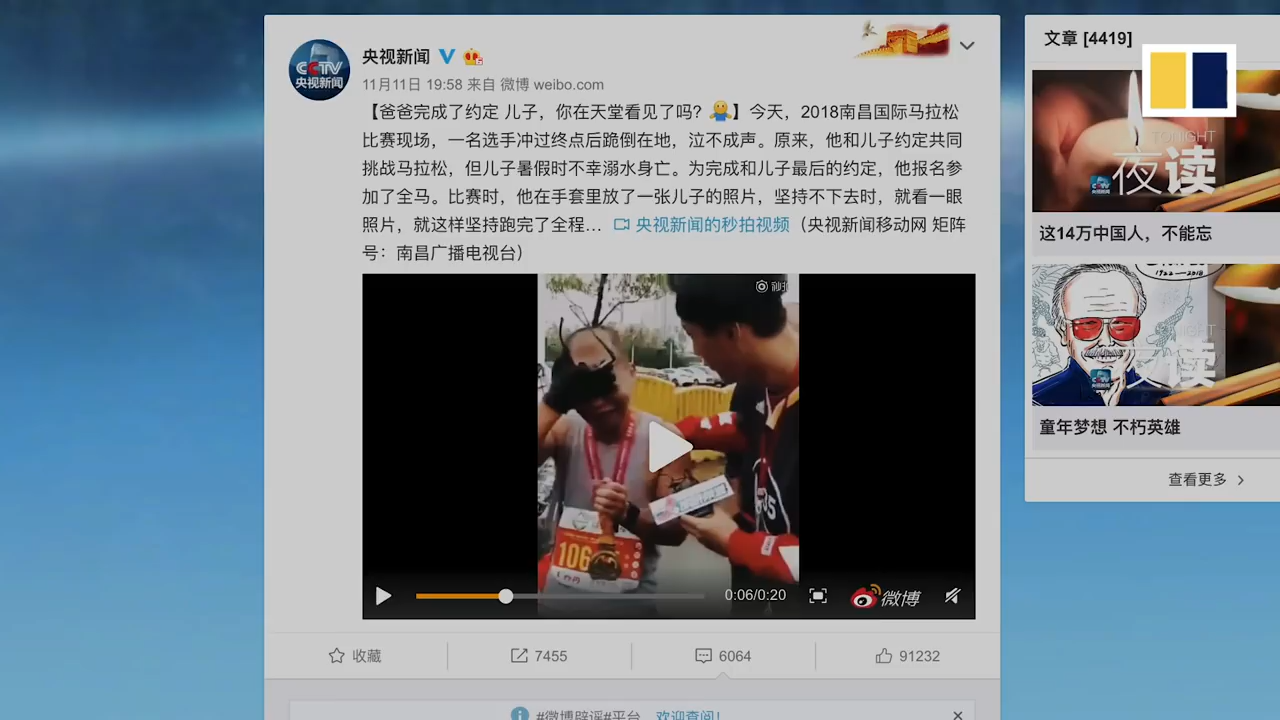 央视新闻
11月11日 19:58 来自 微博 weibo.com
【爸爸完成了约定 儿子，你在天堂看见了吗？】今天，2018南昌国际马拉松
比赛现场，一名选手冲过终点后跪倒在地，泣不成声。原来，他和儿子约定共同
挑战马拉松，但儿子暑假时不幸溺水身亡。为完成和儿子最后的约定，他报名参
加了全马。比赛时，他在手套里放了一张儿子的照片，坚持不下去时，就看一眼
照片，就这样坚持跑完了全程... 央视新闻的秒拍视频（央视新闻移动网 矩阵
号：南昌广播电视台）
CCTV
央视新闻
秒拍
106
0:06/0:20
微博
收藏
7455
6064
91232
#微博辟谣#平台 欢迎查阅！
文章 [4419]
TONIGHT
夜读
这14万中国人，不能忘
1922-2018
夜读
童年梦想 不朽英雄
查看更多